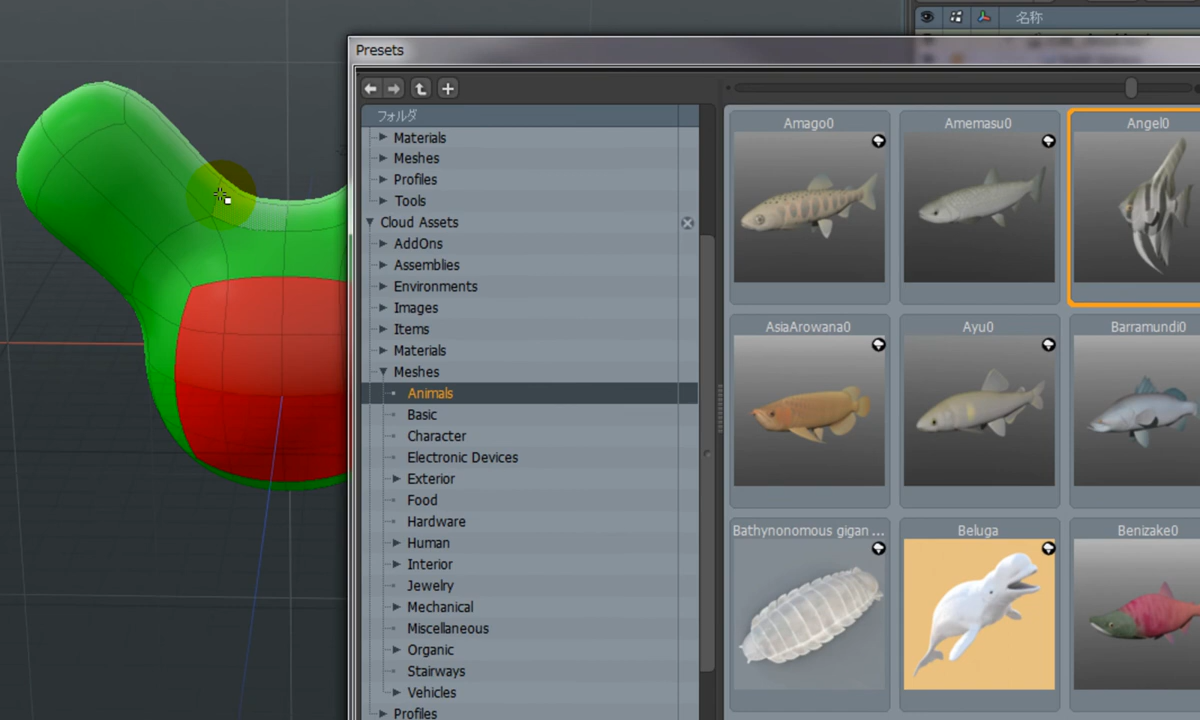 名称
Presets
フォルダ
Materials
Meshes
Profiles
Tools
Cloud Assets
AddOns
Assemblies
Environments
Images
Items
Materials
Meshes
Animals
Basic
Character
Electronic Devices
Exterior
Food
Hardware
Human
Interior
Jewelry
Mechanical
Miscellaneous
Organic
Stairways
Vehicles
Profiles
Amago0
Amemasu0
Angel0
AsiaArowana0
Ayu0
Barramundi0
Bathynonomous gigan ...
Beluga
Benizake0